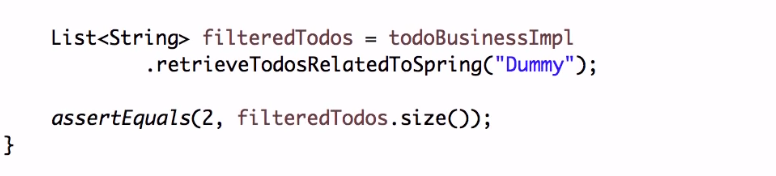 List<String> filteredTodos = todoBusinessImpl
.retrieveTodosRelatedToSpring("Dummy");
assertEquals(2, filteredTodos.size());
}